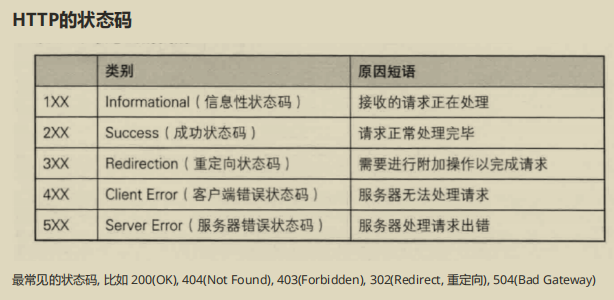 HTTP的状态码
类别 原因短语
1XX Informational（信息性状态码） 接收的请求正在处理
2XX Success（成功状态码） 请求正常处理完毕
3XX Redirection（重定向状态码） 需要进行附加操作以完成请求
4XX Client Error（客户端错误状态码） 服务器无法处理请求
5XX Server Error（服务器错误状态码） 服务器处理请求出错
最常见的状态码, 比如 200(OK), 404(Not Found), 403(Forbidden), 302(Redirect, 重定向), 504(Bad Gateway)